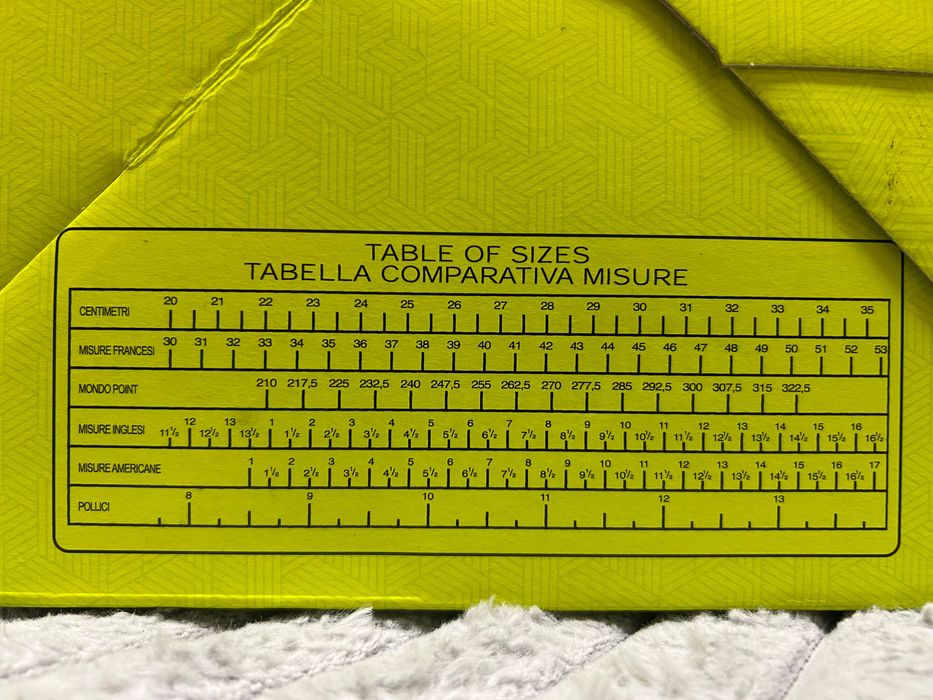 TABLE OF SIZES
TABELLA COMPARATIVA MISURE
CENTIMETRI 20 21 22 23 24 25 26 27 28 29 30 31 32 33 34 35
MISURE FRANCESI 30 31 32 33 34 35 36 37 38 39 40 41 42 43 44 45 46 47 48 49 50 51 52 53
MONDO POINT 210 217,5 225 232,5 240 247,5 255 262,5 270 277,5 285 292,5 300 307,5 315 322,5
MISURE INGLESI 11½ 12 12½ 13 13½ 1 1½ 2 2½ 3 3½ 4 4½ 5 5½ 6 6½ 7 7½ 8 8½ 9 9½ 10 10½ 11 11½ 12 12½ 13 13½ 14 14½ 15 15½ 16 16½
MISURE AMERICANE 1 1½ 2 2½ 3 3½ 4 4½ 5 5½ 6 6½ 7 7½ 8 8½ 9 9½ 10 10½ 11 11½ 12 12½ 13 13½ 14 14½ 15 15½ 16 16½ 17
POLLICI 8 9 10 11 12 13